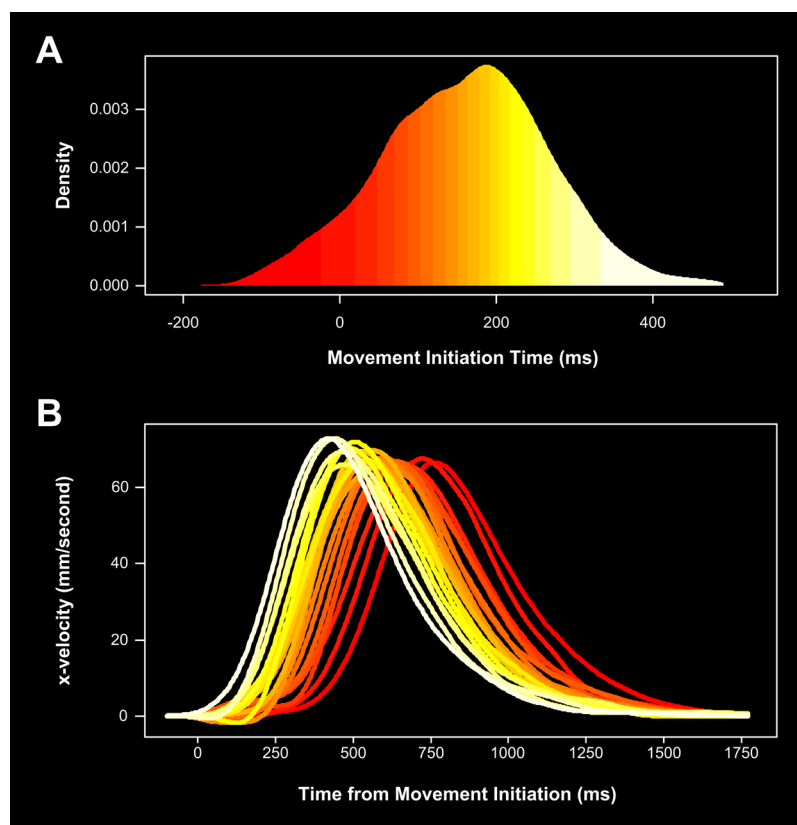 A
Density
0.003
0.002
0.001
0.000
-200 0 200 400
Movement Initiation Time (ms)
B
x-velocity (mm/second)
60
40
20
0
0 250 500 750 1000 1250 1500 1750
Time from Movement Initiation (ms)